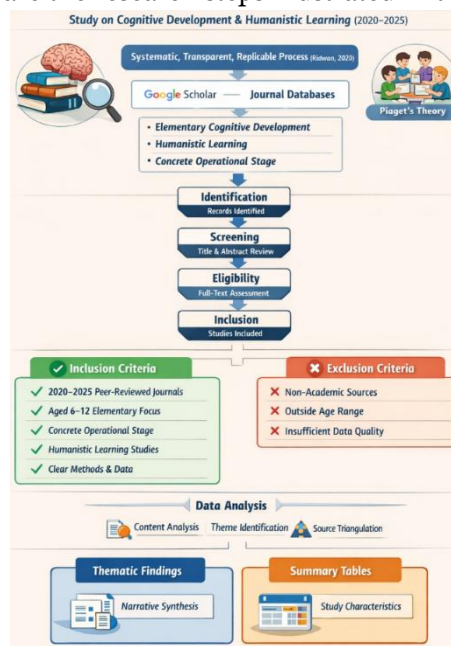 Study on Cognitive Development & Humanistic Learning (2020–2025)
Systematic, Transparent, Replicable Process (Ridwan, 2020)
Google Scholar — Journal Databases
Piaget's Theory
• Elementary Cognitive Development
• Humanistic Learning
• Concrete Operational Stage
Identification
Records Identified
Screening
Title & Abstract Review
Eligibility
Full-Text Assessment
Inclusion
Studies Included
Inclusion Criteria
✓ 2020–2025 Peer-Reviewed Journals
✓ Aged 6–12 Elementary Focus
✓ Concrete Operational Stage
✓ Humanistic Learning Studies
✓ Clear Methods & Data
Exclusion Criteria
✕ Non-Academic Sources
✕ Outside Age Range
✕ Insufficient Data Quality
Data Analysis
Content Analysis Theme Identification Source Triangulation
Thematic Findings
Narrative Synthesis
Summary Tables
Study Characteristics